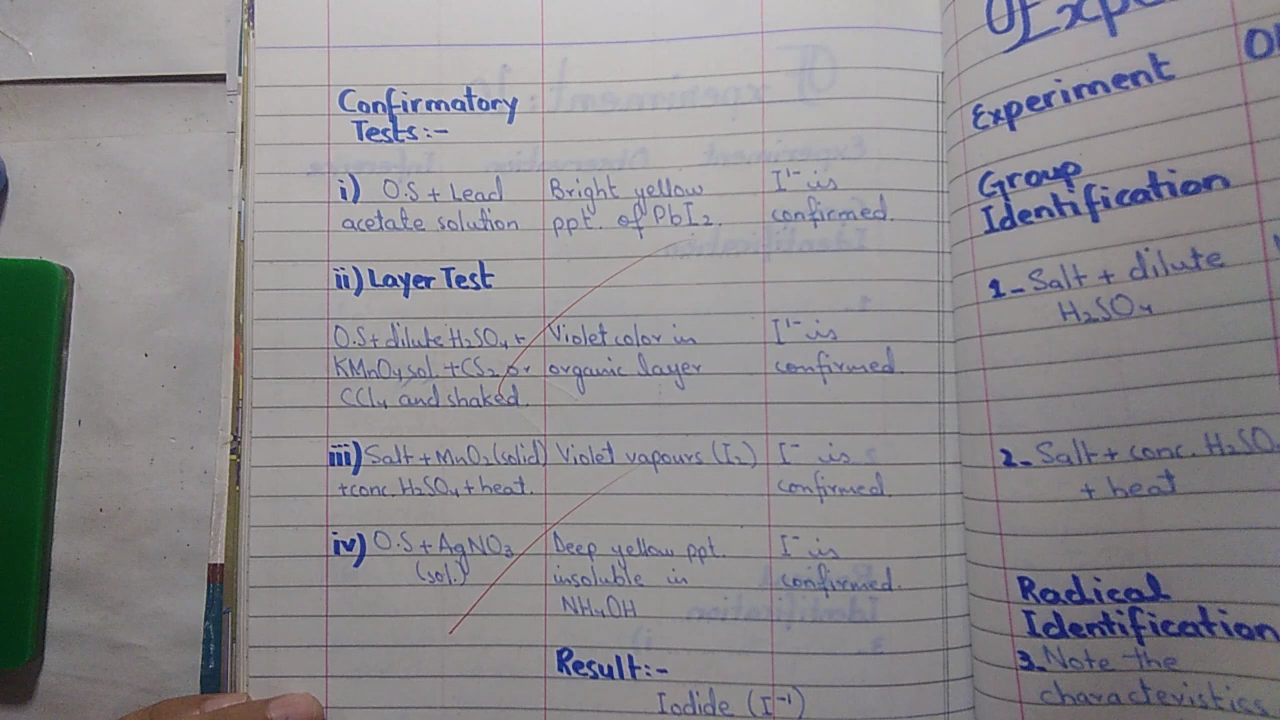 Confirmatory
Tests:-
i) O.S + Lead Bright yellow I¹⁻ is
acetate solution ppt. of PbI₂. confirmed.
ii) Layer Test
O.S + dilute H₂SO₄ + Violet color in I¹⁻ is
KMnO₄ sol. + CS₂ or organic layer confirmed.
CCl₄ and shaked.
iii) Salt + MnO₂ (solid) Violet vapours (I₂) I⁻ is
+conc. H₂SO₄ + heat. confirmed.
iv) O.S + AgNO₃ Deep yellow ppt. I⁻ is
(sol.) insoluble in confirmed.
NH₄OH
Result:-
Iodide (I⁻¹)
Experiment
Group
Identification
1- Salt + dilute
H₂SO₄
2- Salt + conc. H₂SO
+ heat
Radical
Identification
3. Note the
characteristics